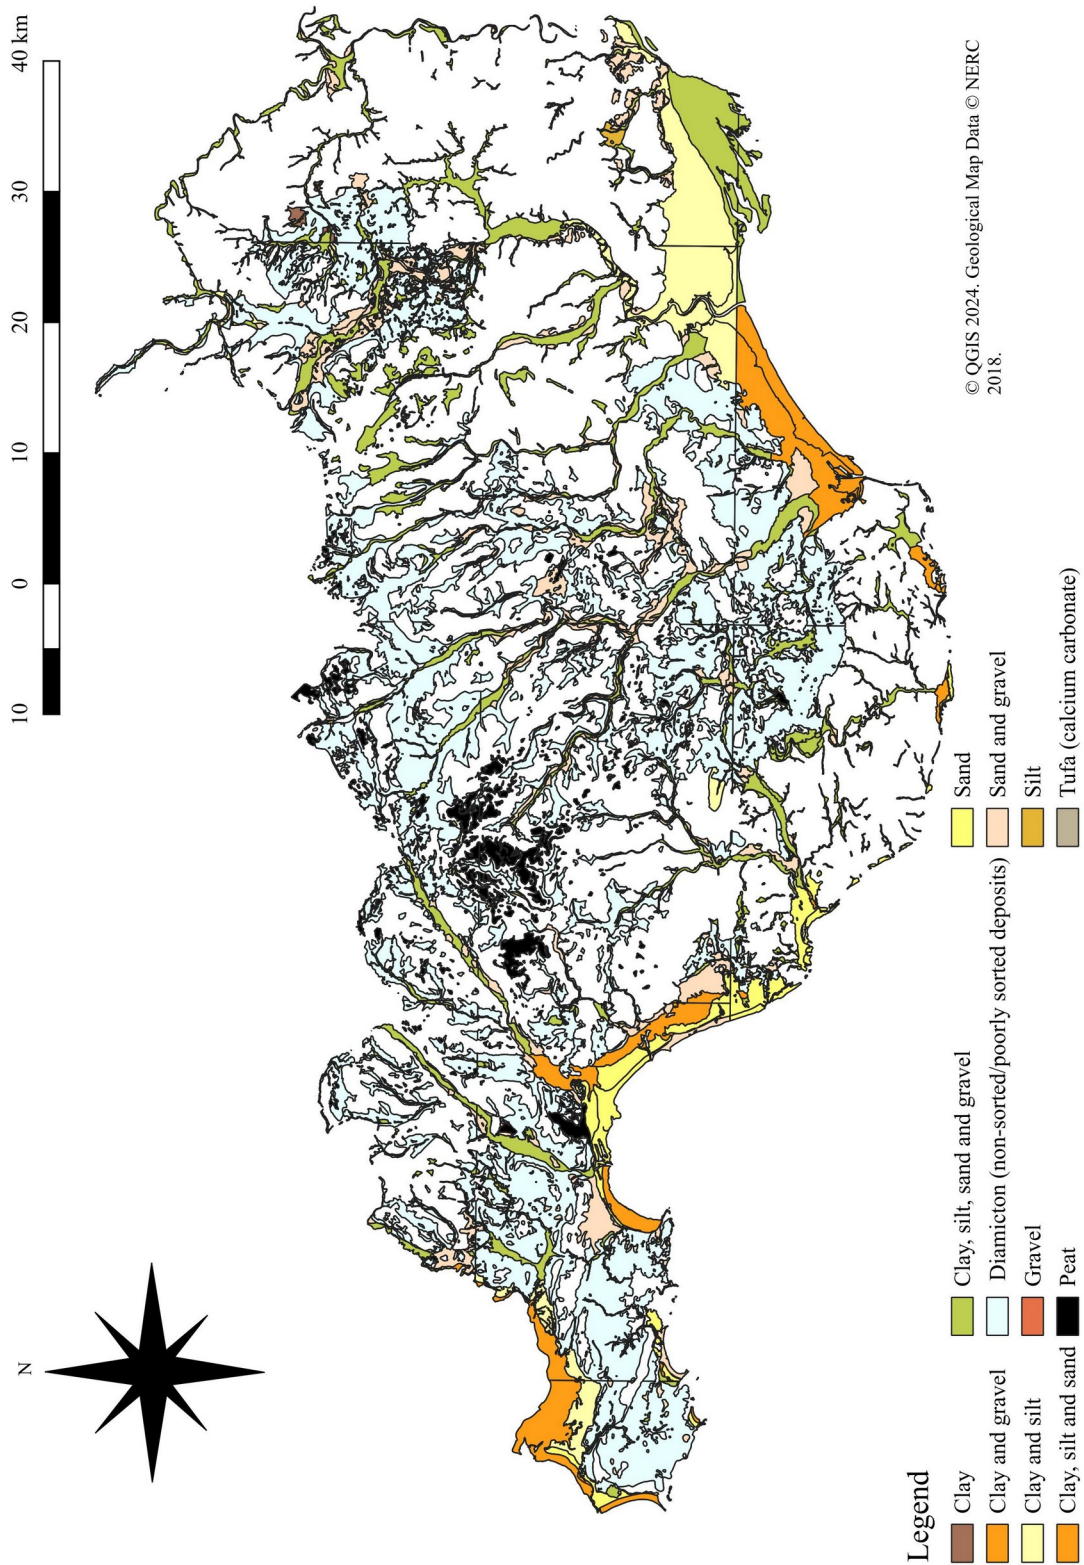 N
10 0 10 20 30 40 km
Legend
Clay
Clay and gravel
Clay and silt
Clay, silt and sand
Clay, silt, sand and gravel
Diamicton (non-sorted/poorly sorted deposits)
Gravel
Peat
Sand
Sand and gravel
Silt
Tufa (calcium carbonate)
© QGIS 2024. Geological Map Data © NERC
2018.